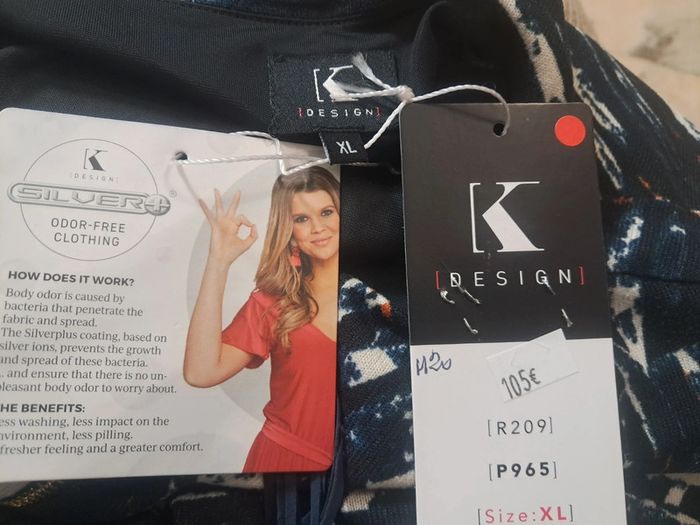 [K
[DESIGN]
XL
[K
[DESIGN]
SILVER+®
ODOR-FREE
CLOTHING
HOW DOES IT WORK?
Body odor is caused by
bacteria that penetrate the
fabric and spread.
The Silverplus coating, based on
silver ions, prevents the growth
and spread of these bacteria.
.. and ensure that there is no un-
pleasant body odor to worry about.
THE BENEFITS:
ess washing, less impact on the
nvironment, less pilling.
fresher feeling and a greater comfort.
[K
[DESIGN]
M20
105€
[R209]
[P965]
[Size:XL]